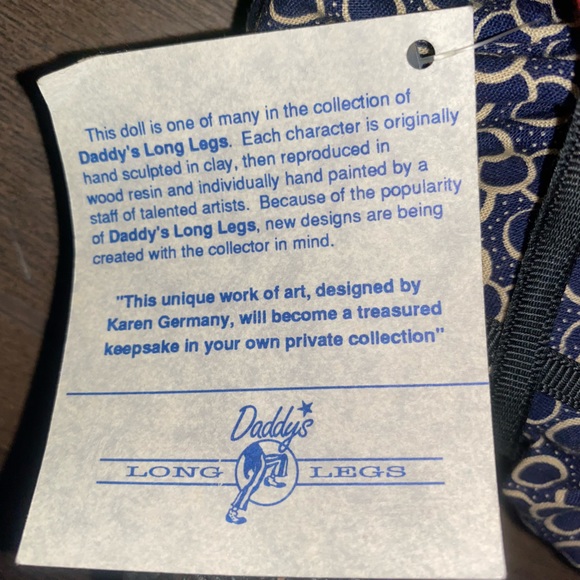 This doll is one of many in the collection of
Daddy's Long Legs. Each character is originally
hand sculpted in clay, then reproduced in
wood resin and individually hand painted by a
staff of talented artists. Because of the popularity
of Daddy's Long Legs, new designs are being
created with the collector in mind.
"This unique work of art, designed by
Karen Germany, will become a treasured
keepsake in your own private collection"
Daddy's
LONG LEGS